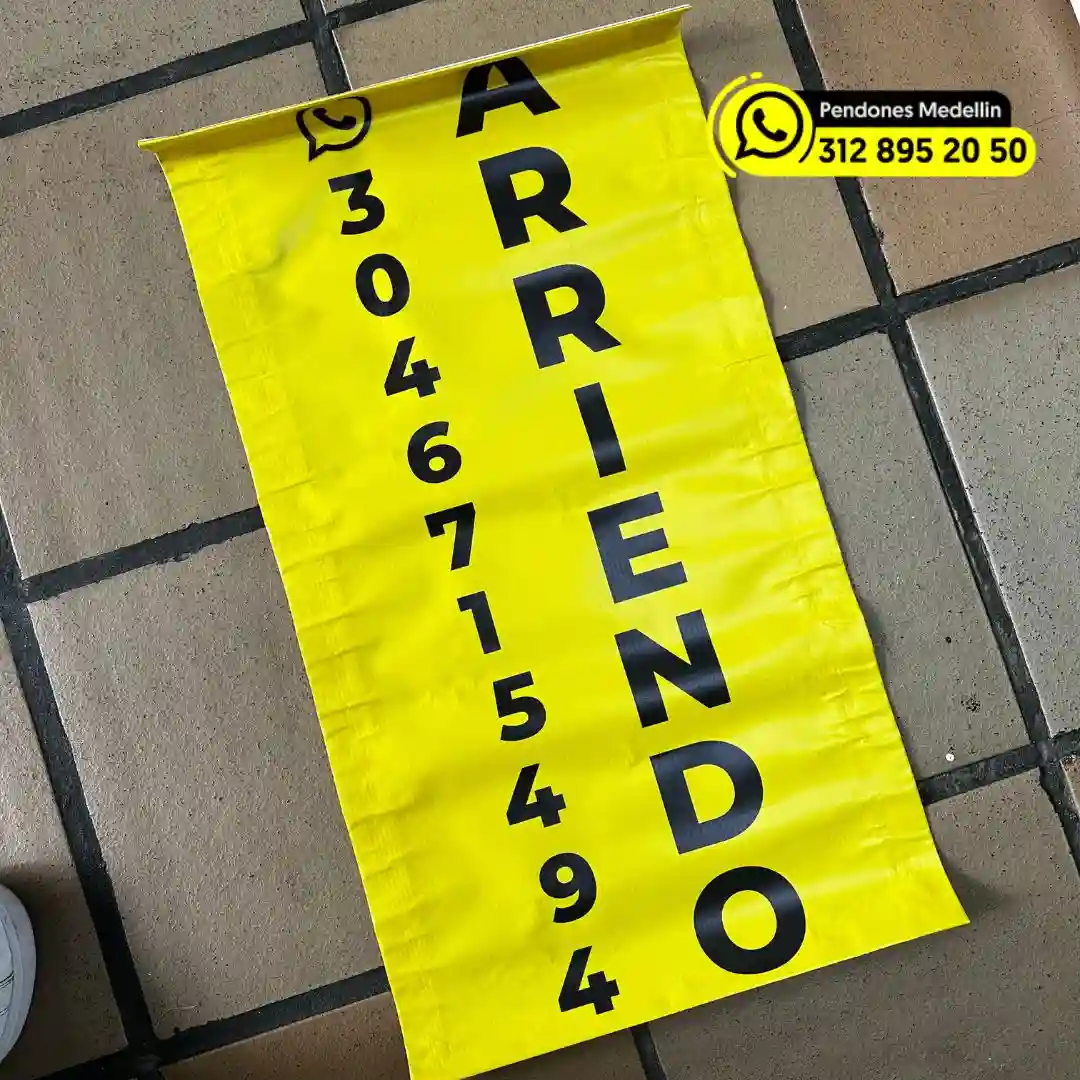 ARRIENDO
3046715494
Pendones Medellin
312 895 20 50